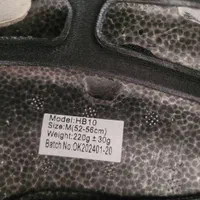 Model:HB10
Size:M(52-56cm)
Weight:220g ± 30g
Batch No:OK202401-20